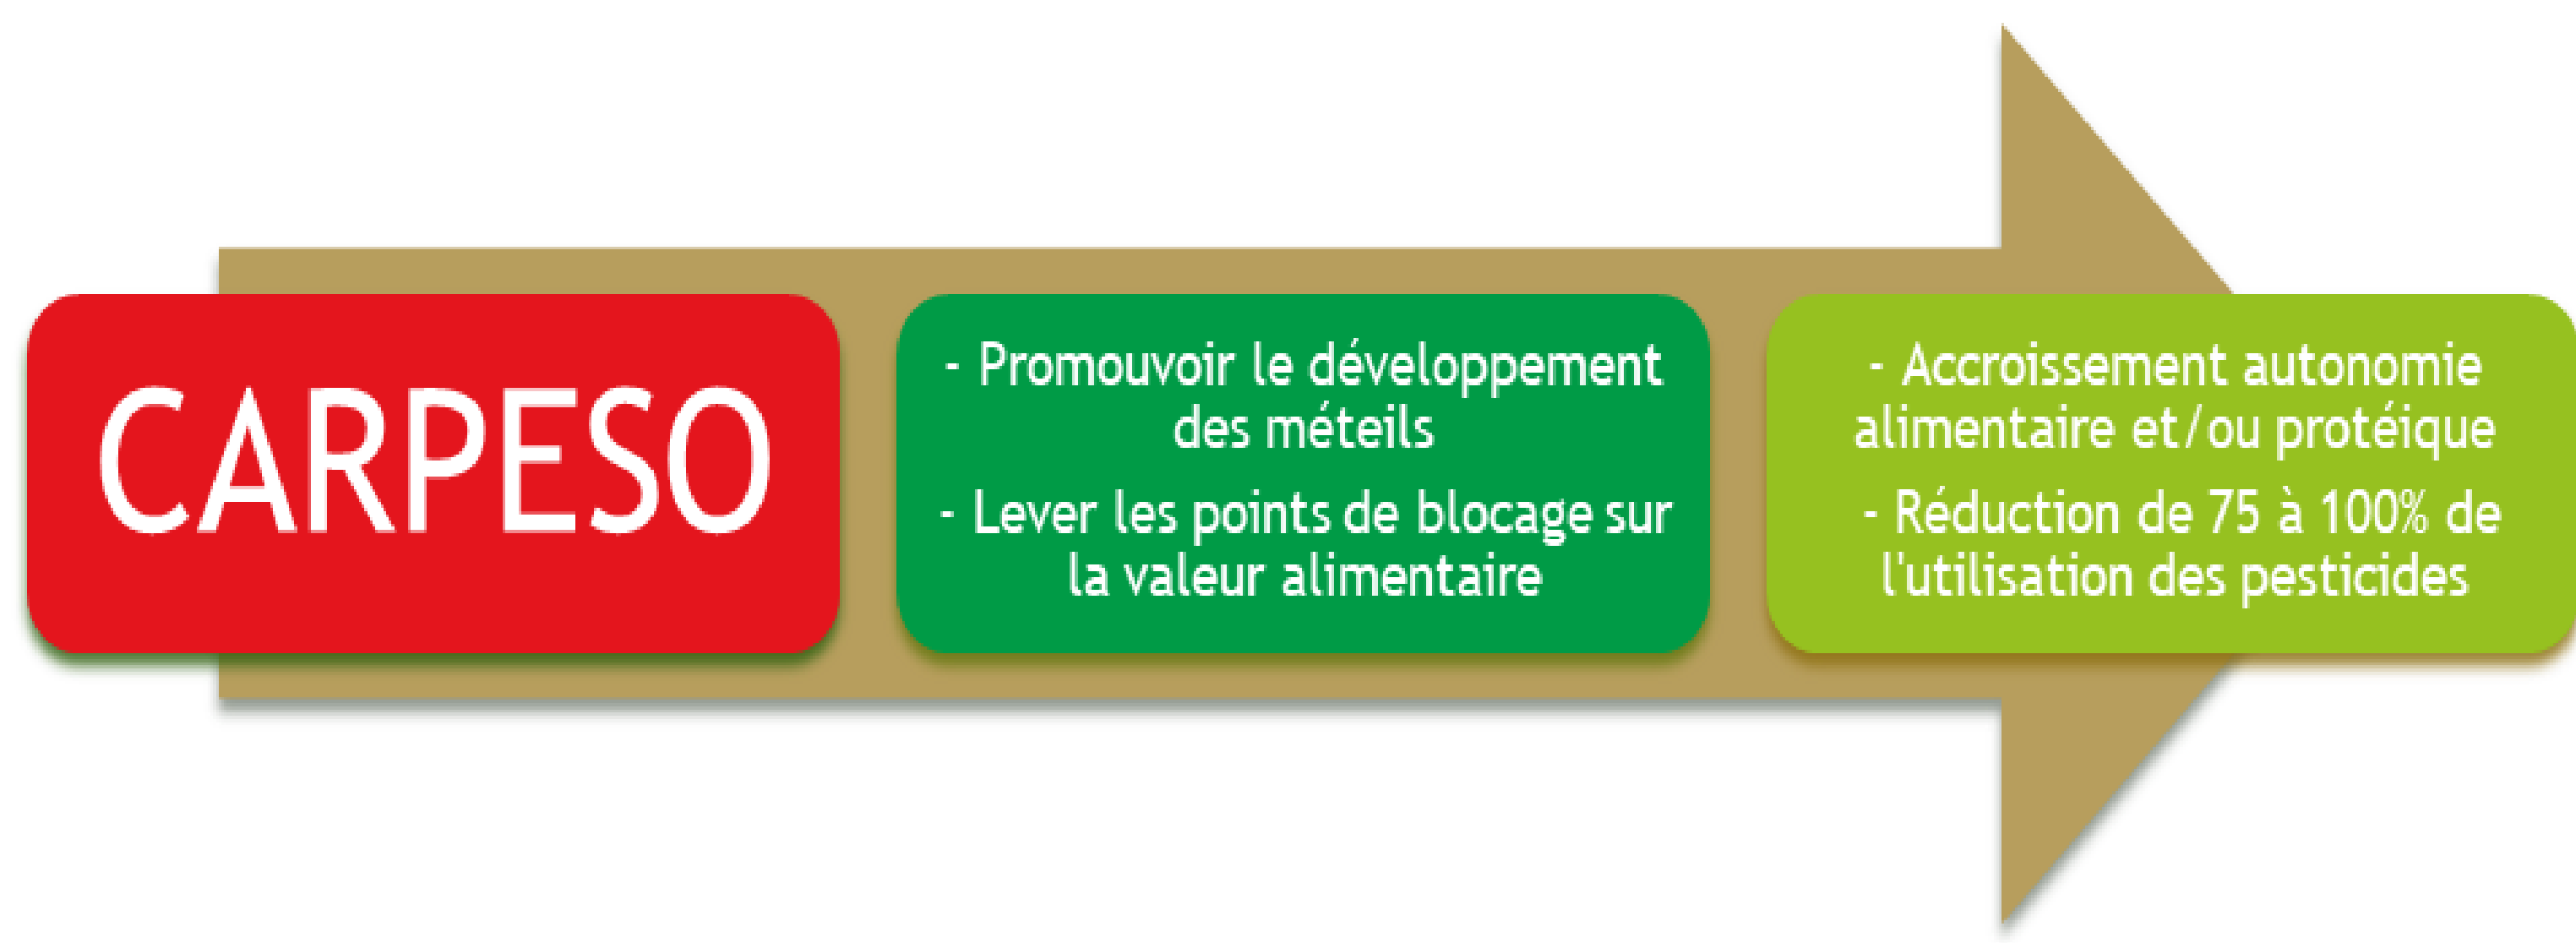 CARPESO
- Promouvoir le développement
des méteils
- Lever les points de blocage sur
la valeur alimentaire
- Accroissement autonomie
alimentaire et/ou protéique
- Réduction de 75 à 100% de
l'utilisation des pesticides